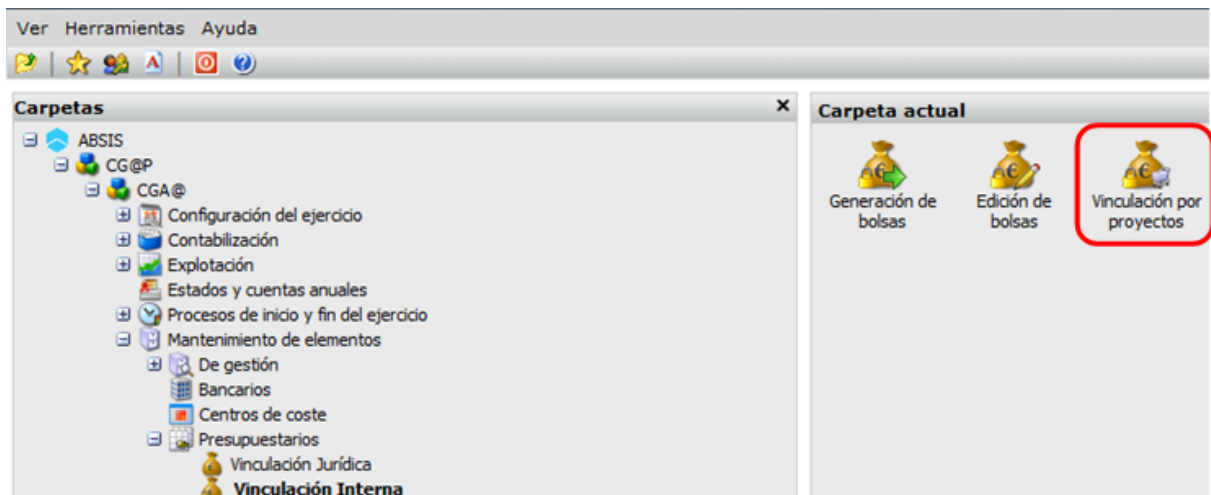 Ver Herramientas Ayuda
Carpetas
ABSIS
CG@P
CGA@
Configuración del ejercicio
Contabilización
Explotación
Estados y cuentas anuales
Procesos de inicio y fin del ejercicio
Mantenimiento de elementos
De gestión
Bancarios
Centros de coste
Presupuestarios
Vinculación Jurídica
Vinculación Interna
Carpeta actual
Generación de
bolsas
Edición de
bolsas
Vinculación por
proyectos